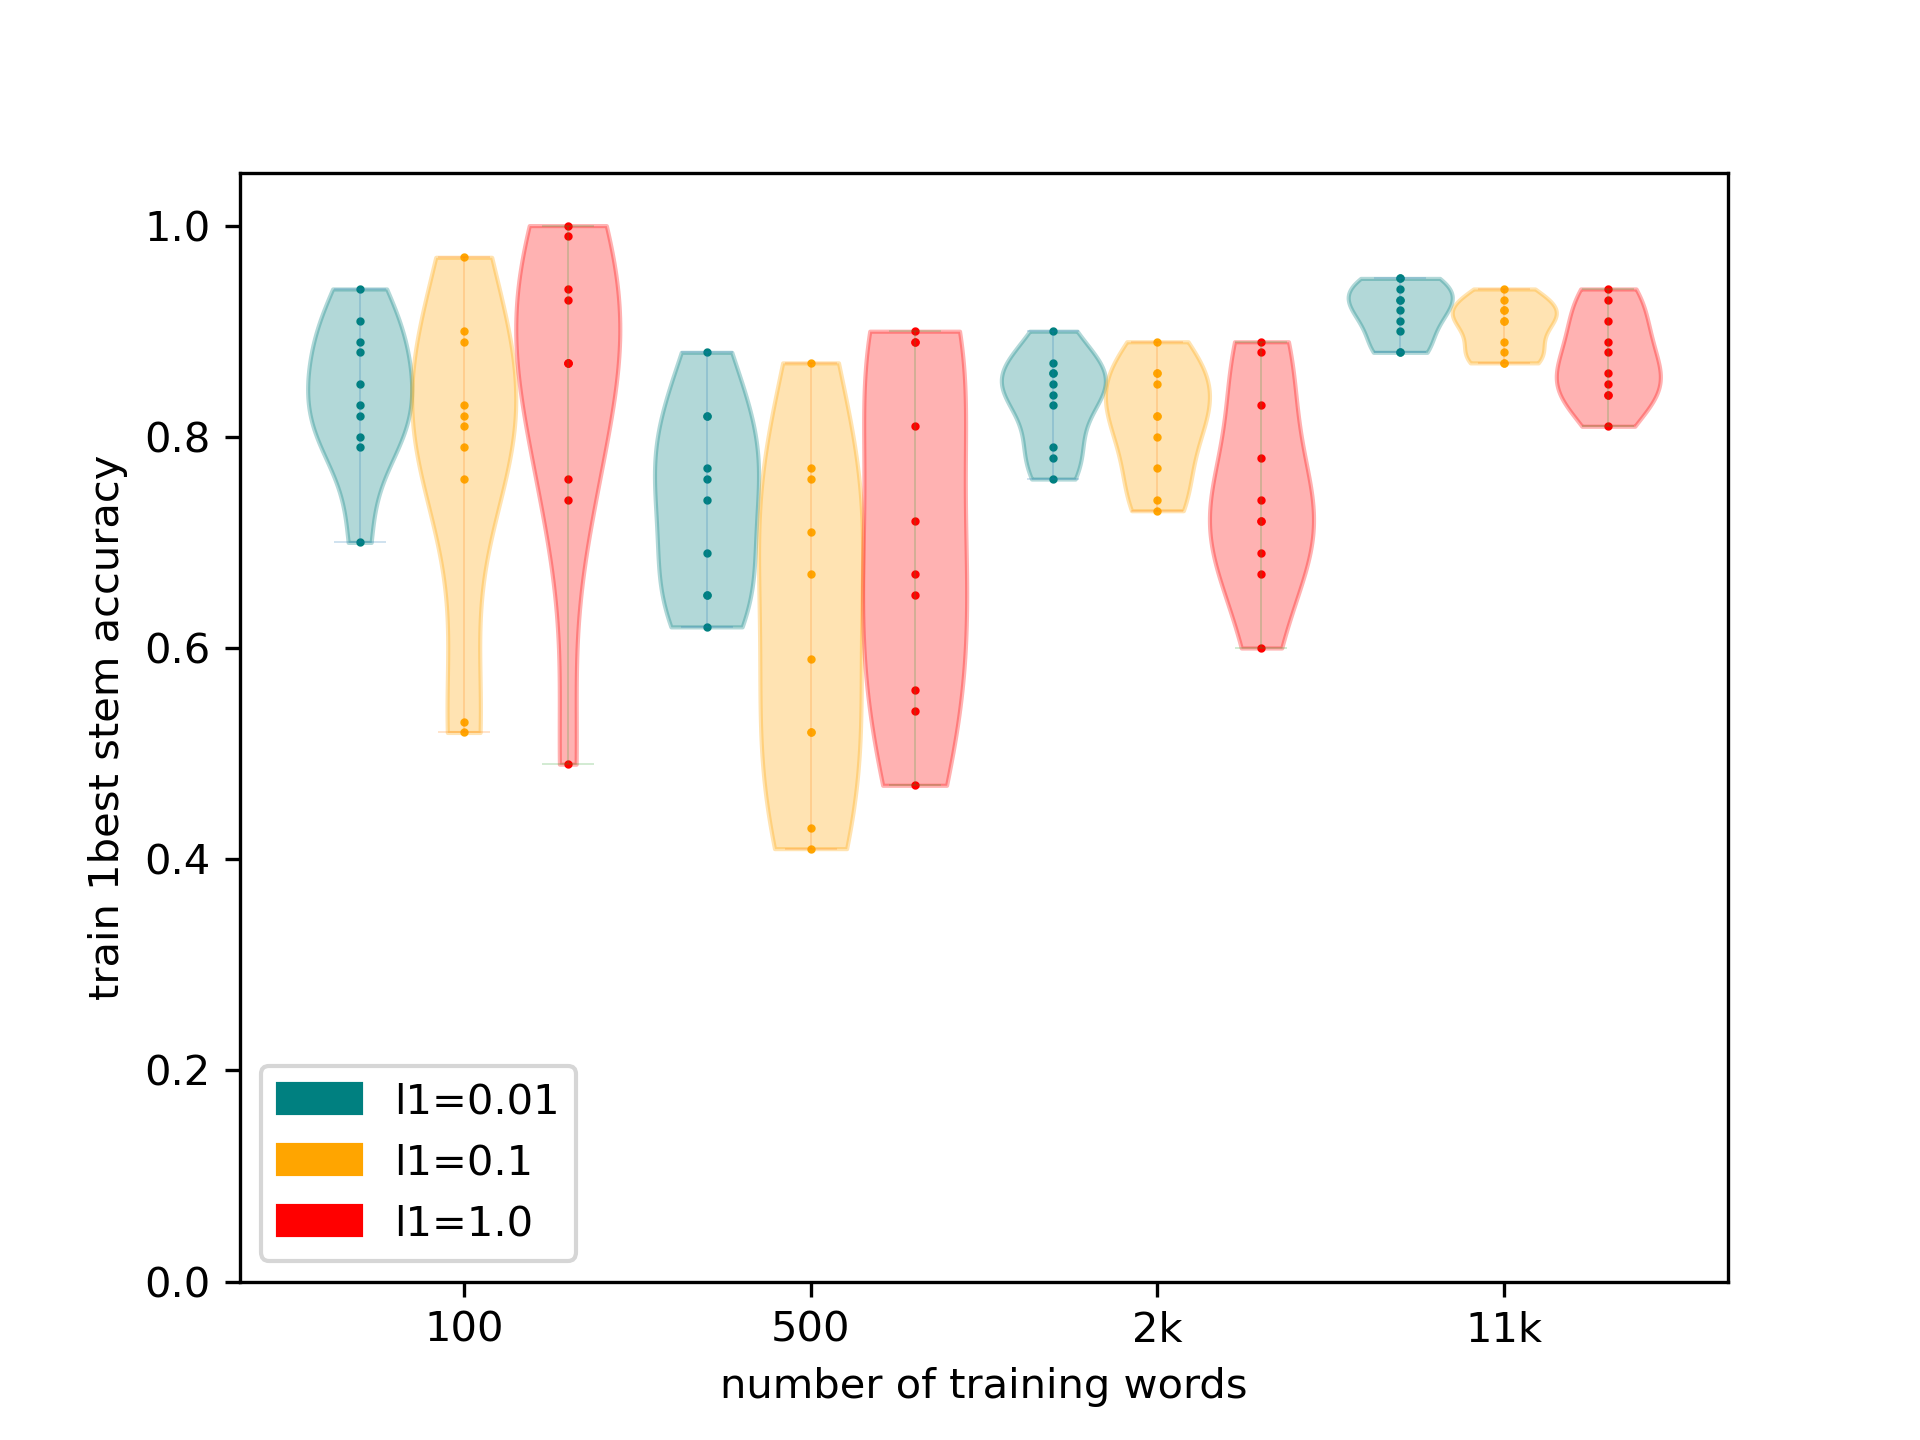 train 1best stem accuracy
1.0
0.8
0.6
0.4
0.2
0.0
l1=0.01
l1=0.1
l1=1.0
100 500 2k 11k
number of training words